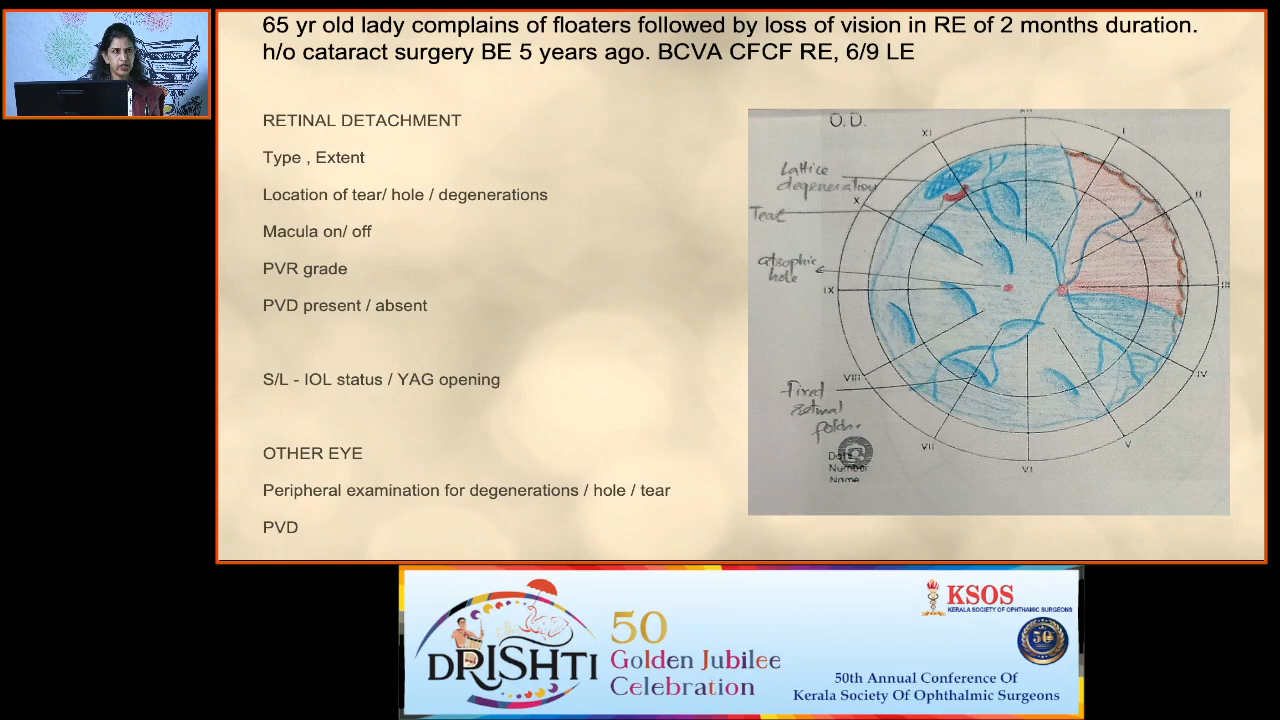 65 yr old lady complains of floaters followed by loss of vision in RE of 2 months duration.
h/o cataract surgery BE 5 years ago. BCVA CFCF RE, 6/9 LE
RETINAL DETACHMENT
Type , Extent
Location of tear/ hole / degenerations
Macula on/ off
PVR grade
PVD present / absent
S/L - IOL status / YAG opening
OTHER EYE
Peripheral examination for degenerations / hole / tear
PVD
O.D.
XII
XI
I
Lattice
degeneration
II
X
Tear
atrophic
hole
IX
III
VIII
IV
Fixed
retinal
folds.
VII
V
VI
Date
Number
Name
DRISHTI
50
Golden Jubilee
Celebration
KSOS
KERALA SOCIETY OF OPHTHAMIC SURGEONS
50
50th Annual Conference Of
Kerala Society Of Ophthalmic Surgeons